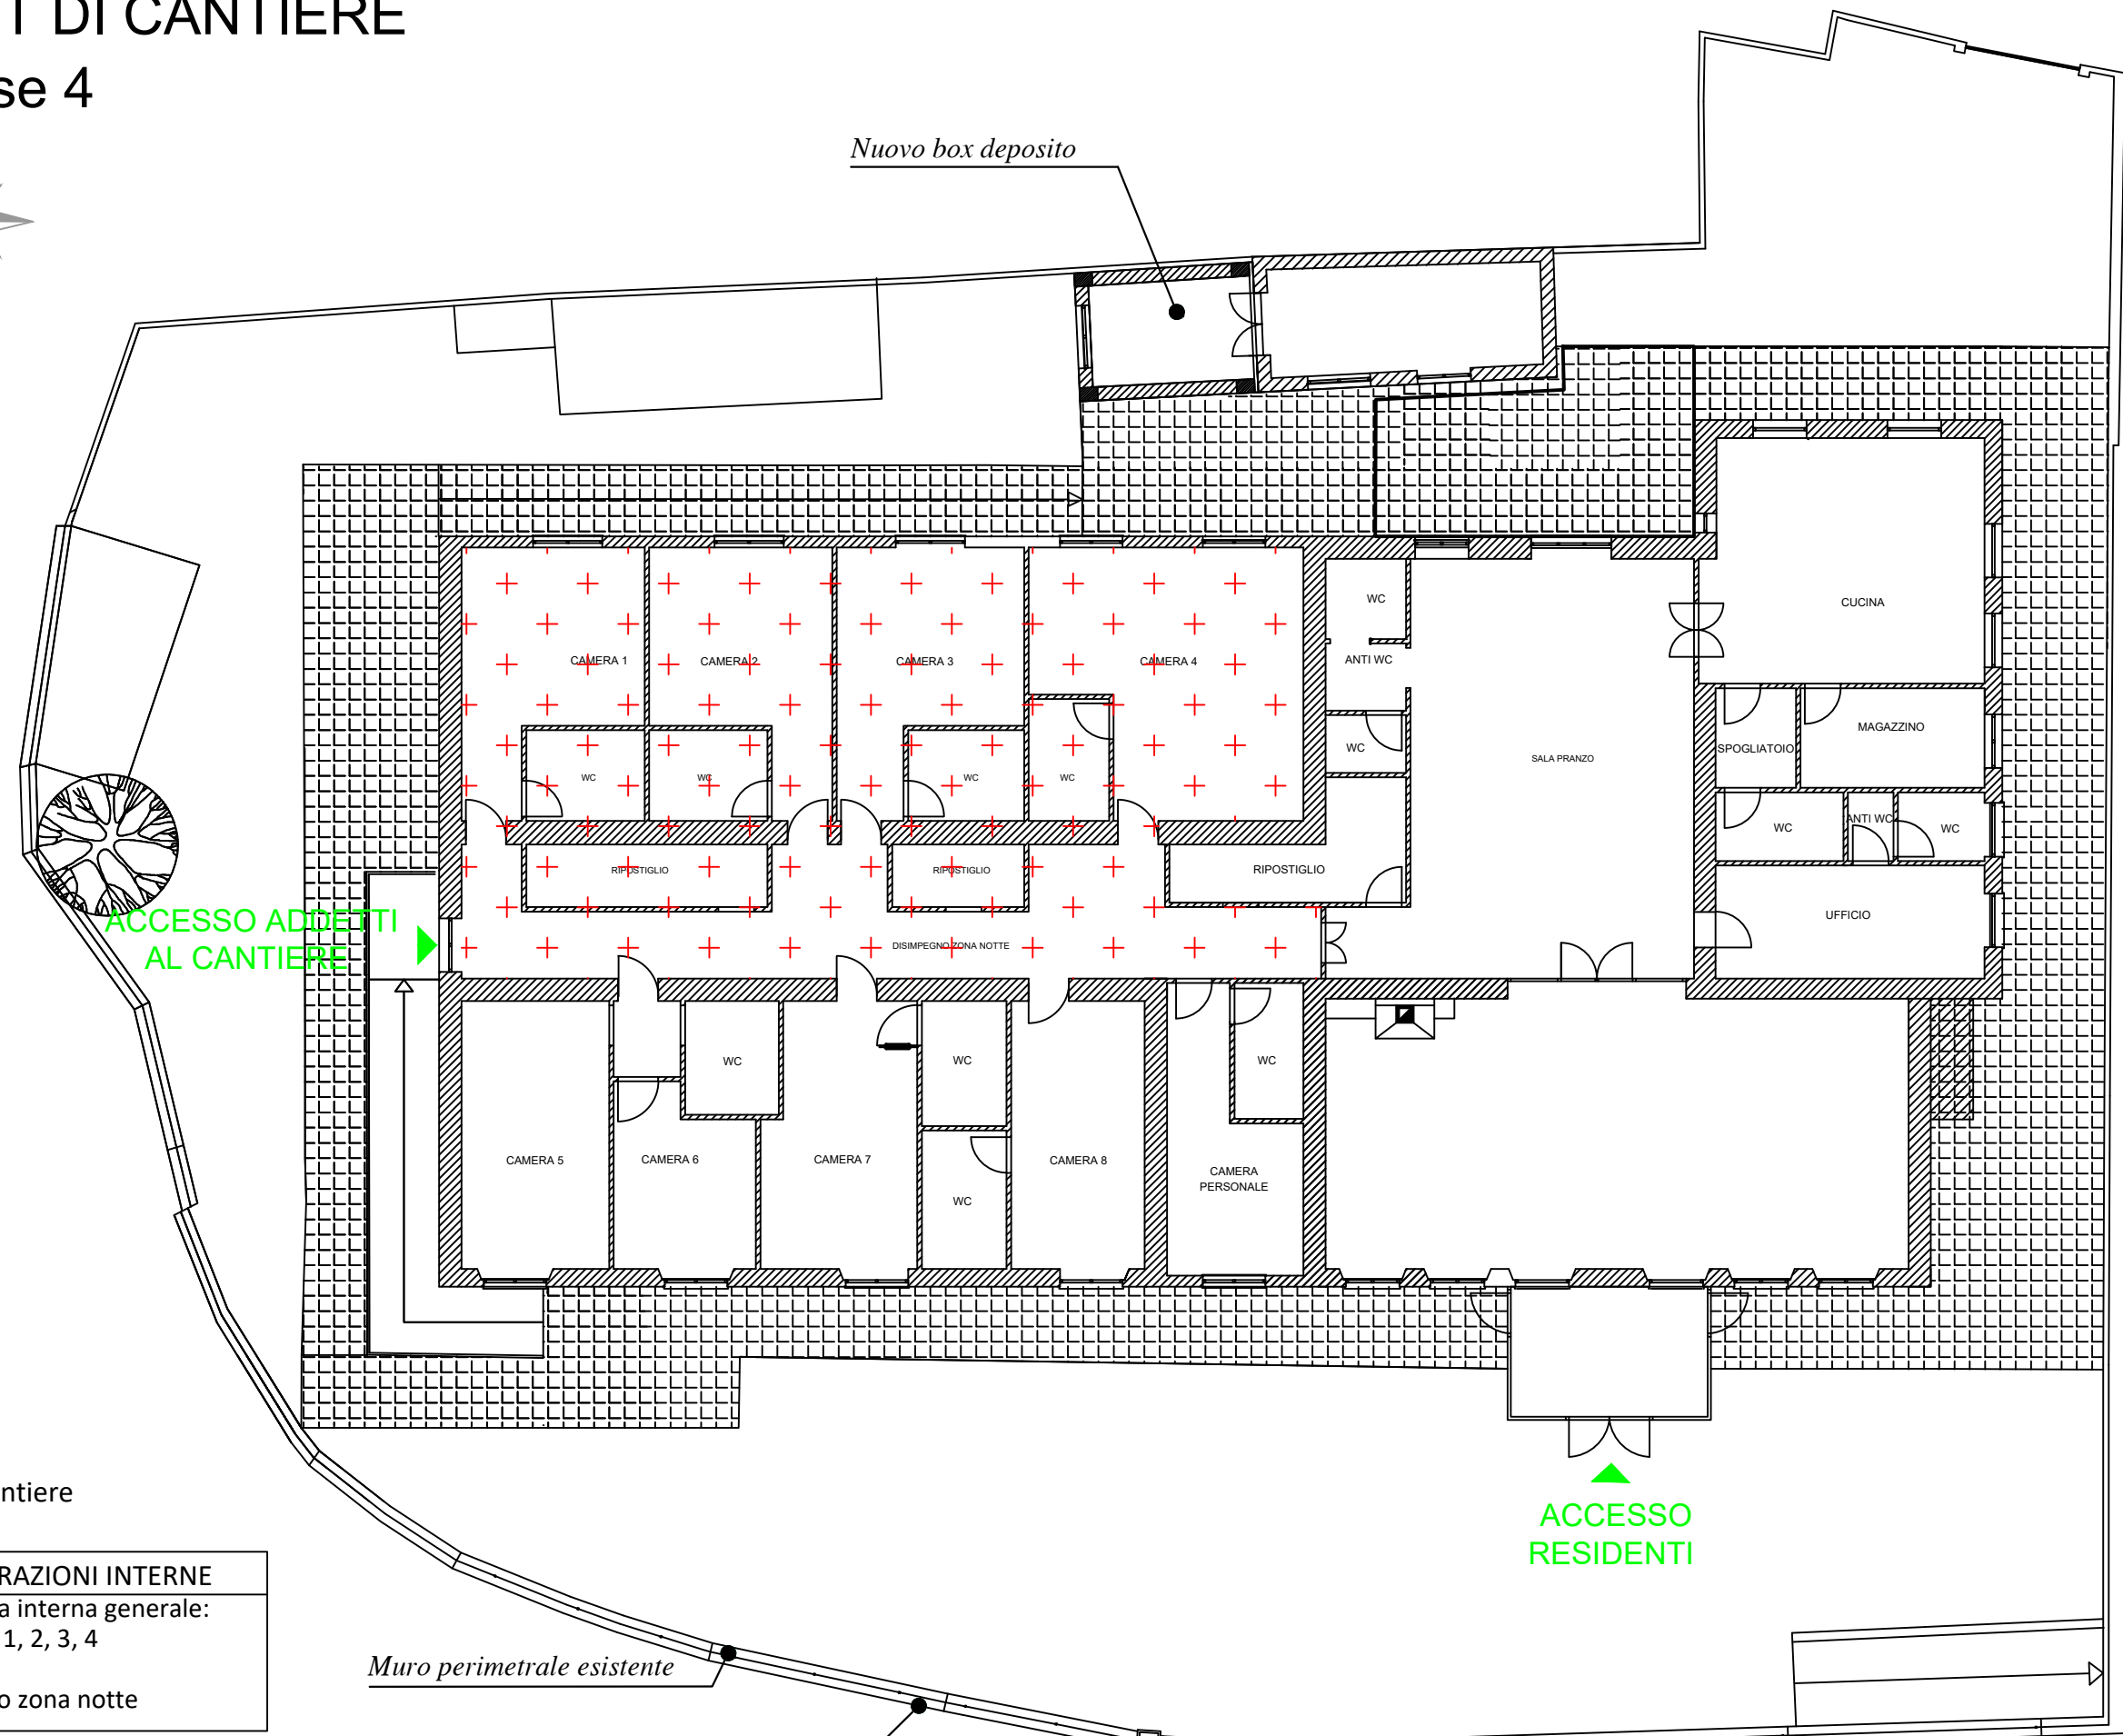 T DI CANTIERE
se 4
Nuovo box deposito
CAMERA 1
CAMERA 2
CAMERA 3
CAMERA 4
WC
ANTI WC
WC
SALA PRANZO
CUCINA
SPOGLIATOIO
MAGAZZINO
WC
WC
WC
WC
RIPOSTIGLIO
RIPOSTIGLIO
RIPOSTIGLIO
WC
ANTI WC
WC
UFFICIO
DISIMPEGNO ZONA NOTTE
ACCESSO ADDETTI
AL CANTIERE
WC
WC
WC
CAMERA 5
CAMERA 6
CAMERA 7
CAMERA 8
CAMERA
PERSONALE
WC
ACCESSO
RESIDENTI
ntiere
RAZIONI INTERNE
a interna generale:
1, 2, 3, 4
o zona notte
Muro perimetrale esistente